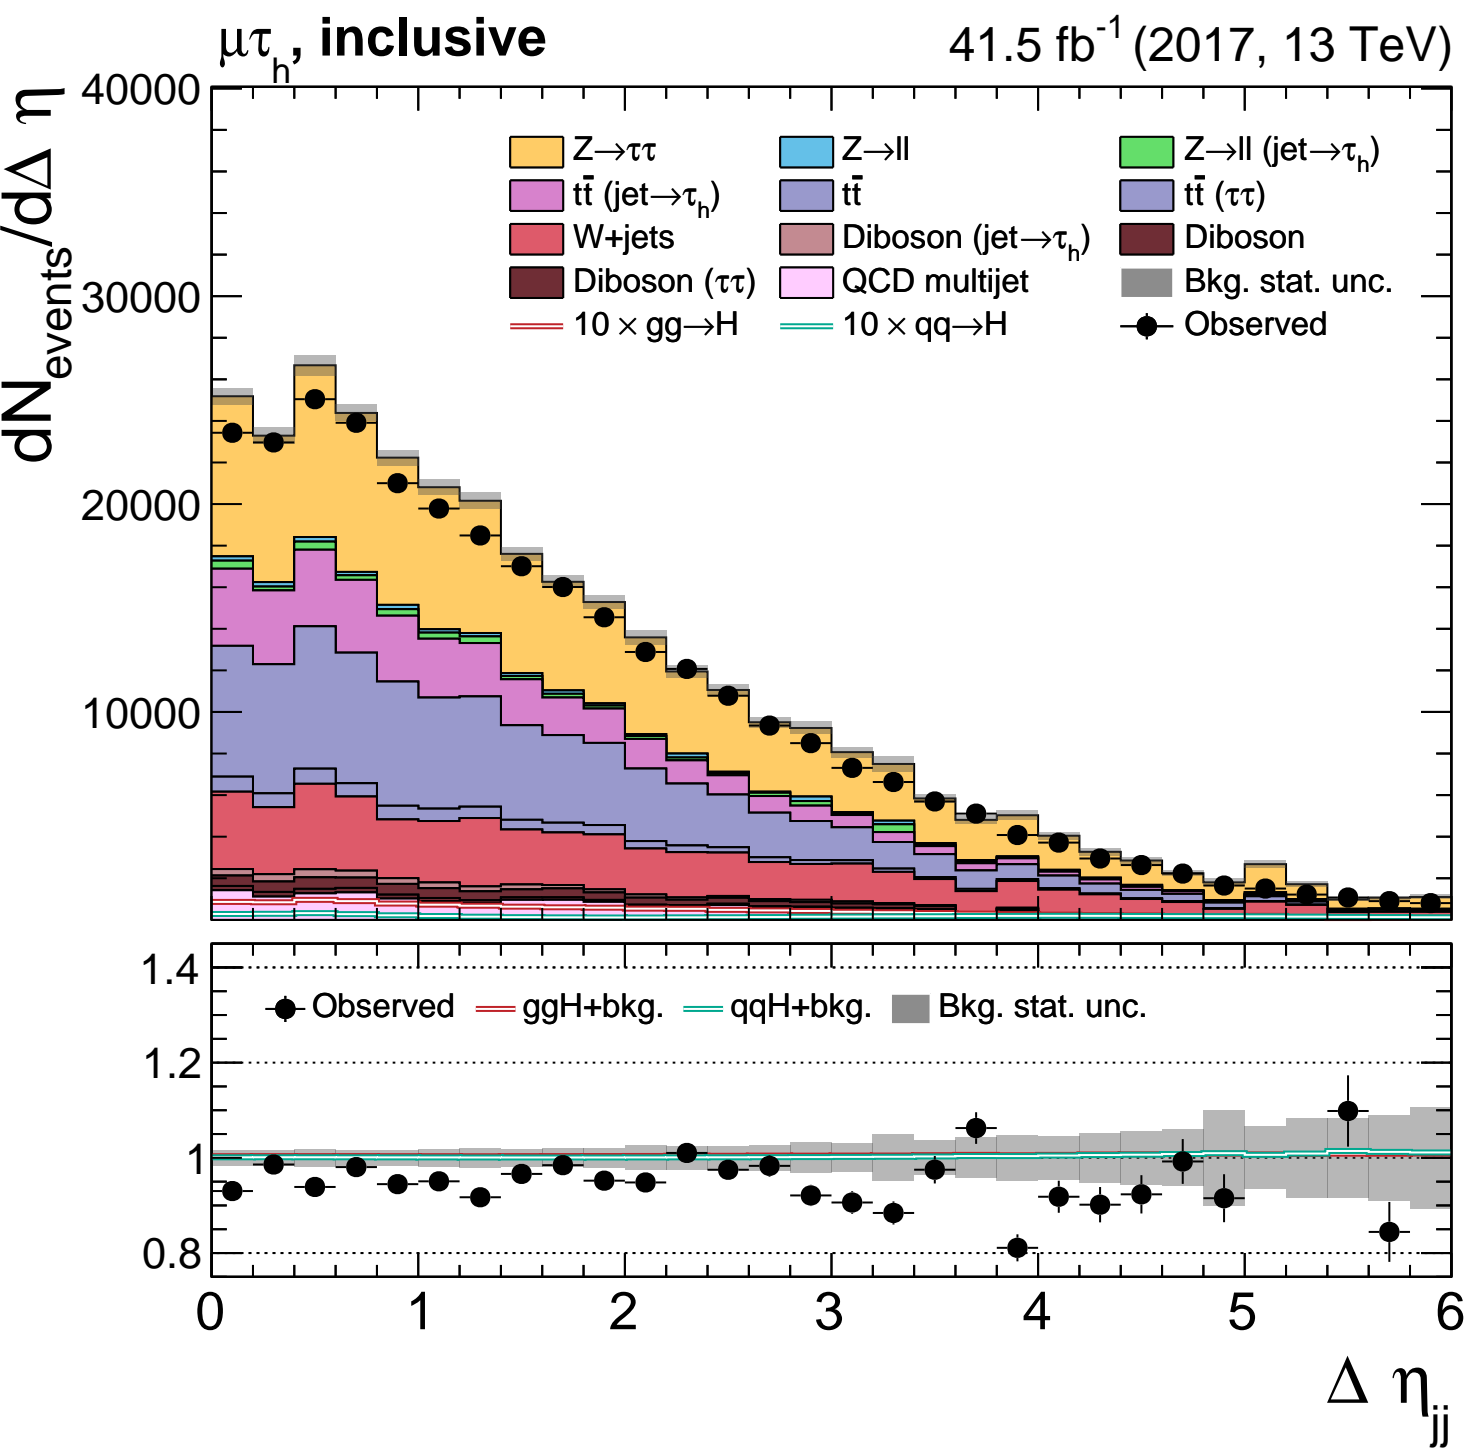 μτh, inclusive 41.5 fb-1 (2017, 13 TeV)
dNevents/dΔ η
40000
30000
20000
10000
Z→ττ Z→ll Z→ll (jet→τh)
tt̄ (jet→τh) tt̄ tt̄ (ττ)
W+jets Diboson (jet→τh) Diboson
Diboson (ττ) QCD multijet Bkg. stat. unc.
10 × gg→H 10 × qq→H Observed
1.4
Observed ggH+bkg. qqH+bkg. Bkg. stat. unc.
1.2
1
0.8
0 1 2 3 4 5 6
Δ ηjj